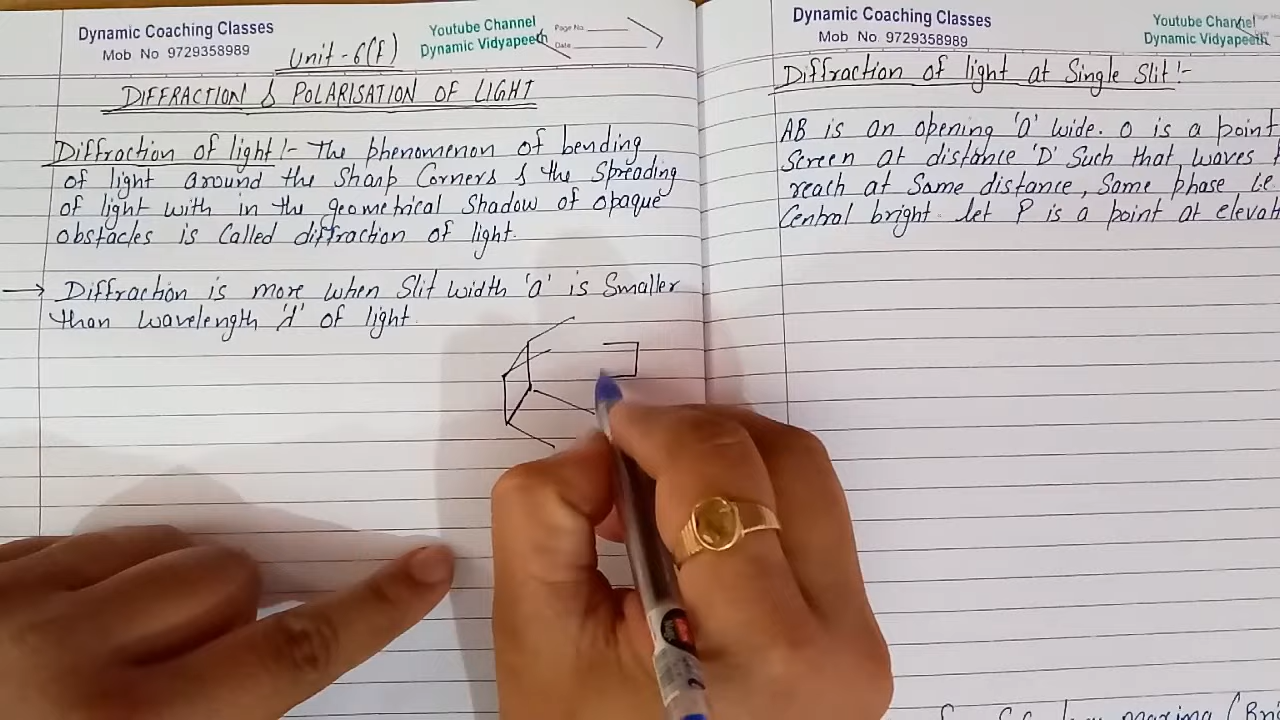 Dynamic Coaching Classes
Mob No 9729358989
Youtube Channel
Dynamic Vidyapeeth
Page No
Date
Unit-6(F)
DIFFRACTION & POLARISATION OF LIGHT
Diffraction of light :- The phenomenon of bending
of light around the Sharp Corners & the Spreading
of light with in the geometrical Shadow of opaque
obstacles is Called diffraction of light.
→ Diffraction is more when Slit width 'a' is Smaller
than wavelength 'λ' of light.
Dynamic Coaching Classes
Mob No 9729358989
Youtube Channel
Dynamic Vidyapeeth
Page No
Diffraction of light at Single Slit :-
AB is an opening 'a' wide. O is a point
Screen at distance 'D' Such that waves
reach at Same distance, Same phase i.e.
Central bright. let P is a point at